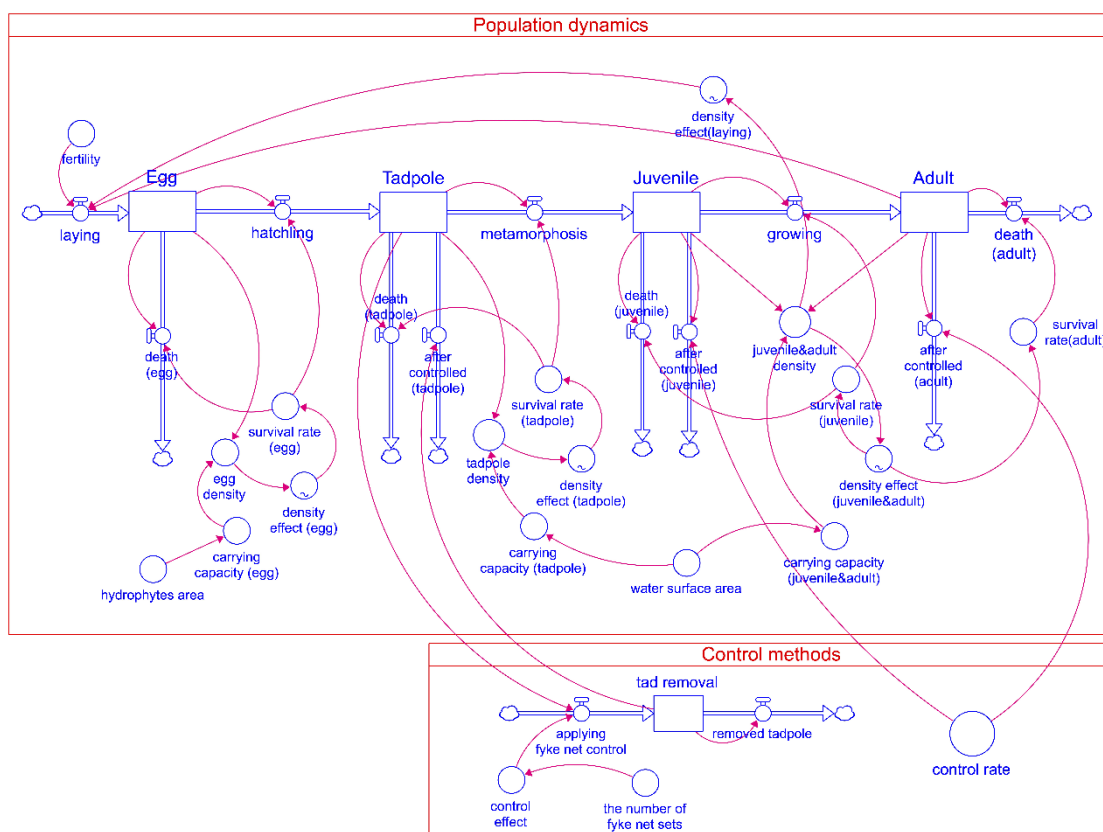 Population dynamics
density
effect(laying)
fertility
Egg
Tadpole
Juvenile
Adult
laying
hatchling
metamorphosis
growing
death
(adult)
death
(egg)
death
(tadpole)
after
controlled
(tadpole)
death
(juvenile)
after
controlled
(juvenile)
juvenile&adult
density
after
controlled
(adult)
survival
rate(adult)
survival rate
(egg)
survival rate
(tadpole)
survival rate
(juvenile)
egg
density
density
effect (egg)
tadpole
density
density
effect (tadpole)
density effect
(juvenile&adult)
carrying
capacity (egg)
hydrophytes area
carrying
capacity (tadpole)
water surface area
carrying capacity
(juvenile&adult)
Control methods
tad removal
applying
fyke net control
removed tadpole
control rate
control
effect
the number of
fyke net sets